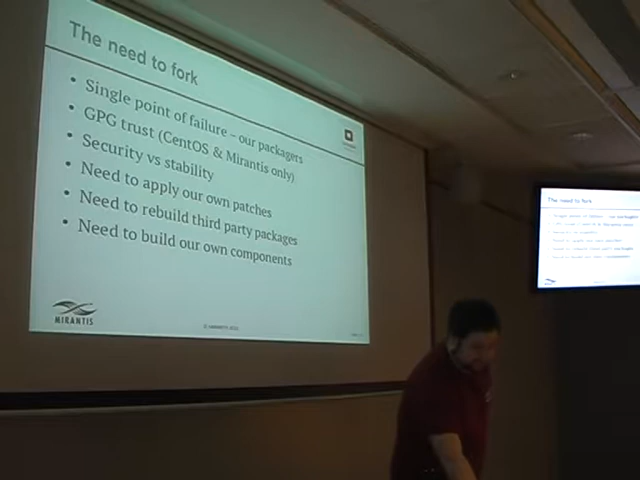 The need to fork
• Single point of failure – our packagers
• GPG trust (CentOS & Mirantis only)
• Security vs stability
• Need to apply our own patches
• Need to rebuild third party packages
• Need to build our own components
MIRANTIS
The need to fork